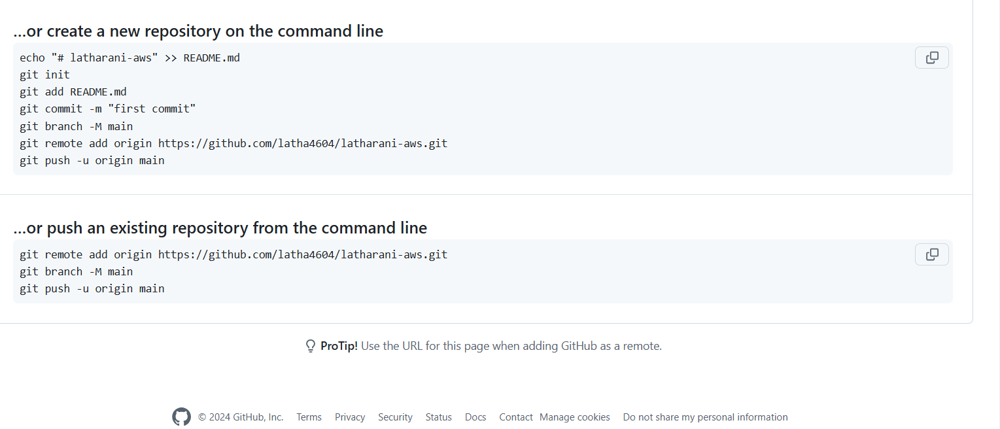 ...or create a new repository on the command line
echo "# latharani-aws" >> README.md
git init
git add README.md
git commit -m "first commit"
git branch -M main
git remote add origin https://github.com/latha4604/latharani-aws.git
git push -u origin main
...or push an existing repository from the command line
git remote add origin https://github.com/latha4604/latharani-aws.git
git branch -M main
git push -u origin main
ProTip! Use the URL for this page when adding GitHub as a remote.
© 2024 GitHub, Inc. Terms Privacy Security Status Docs Contact Manage cookies Do not share my personal information